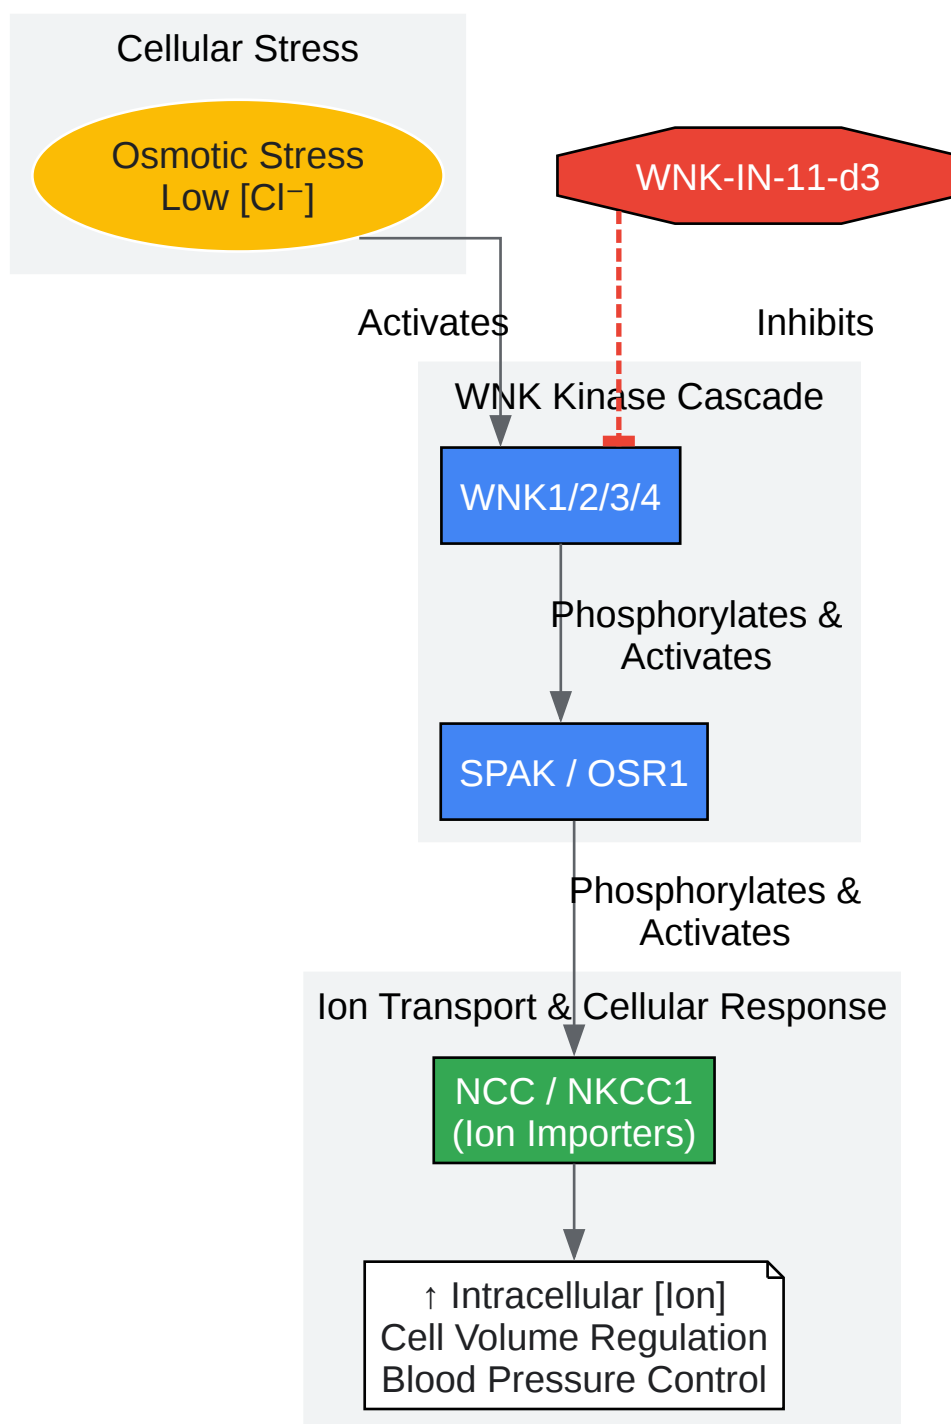 Cellular Stress
Osmotic Stress
Low [Cl⁻]
WNK-IN-11-d3
Activates
Inhibits
WNK Kinase Cascade
WNK1/2/3/4
Phosphorylates &
Activates
SPAK / OSR1
Phosphorylates &
Activates
Ion Transport & Cellular Response
NCC / NKCC1
(Ion Importers)
↑ Intracellular [Ion]
Cell Volume Regulation
Blood Pressure Control